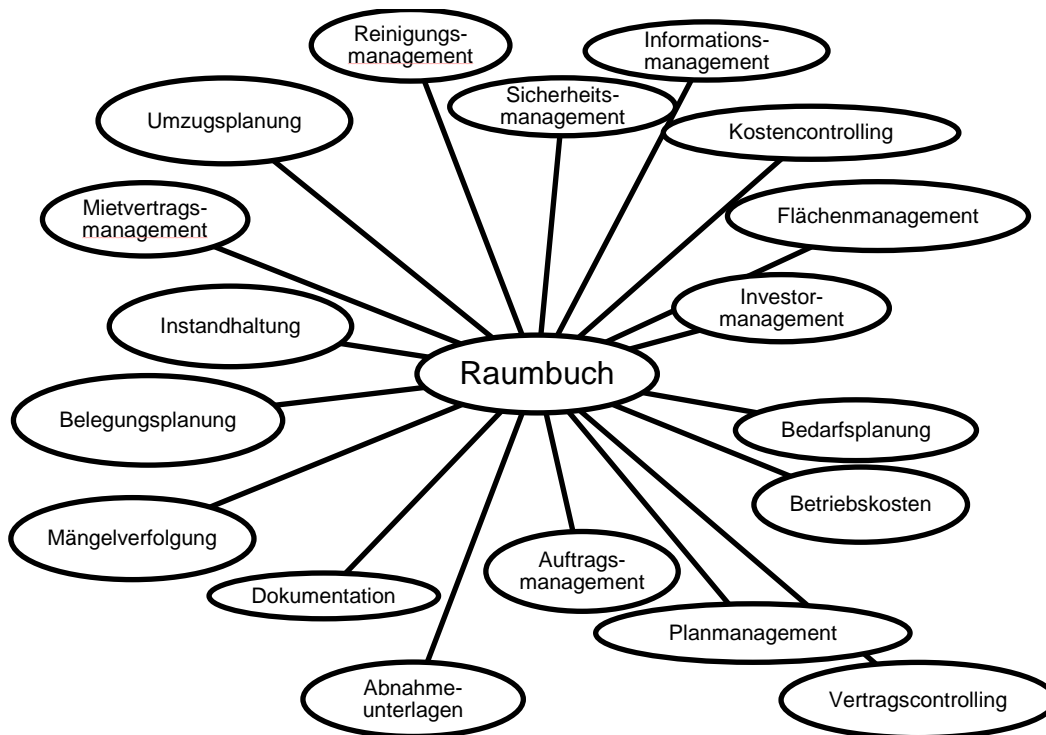 Reinigungs-
management
Informations-
management
Sicherheits-
management
Umzugsplanung
Kostencontrolling
Mietvertrags-
management
Flächenmanagement
Investor-
management
Instandhaltung
Raumbuch
Belegungsplanung
Bedarfsplanung
Betriebskosten
Mängelverfolgung
Auftrags-
management
Dokumentation
Planmanagement
Abnahme-
unterlagen
Vertragscontrolling